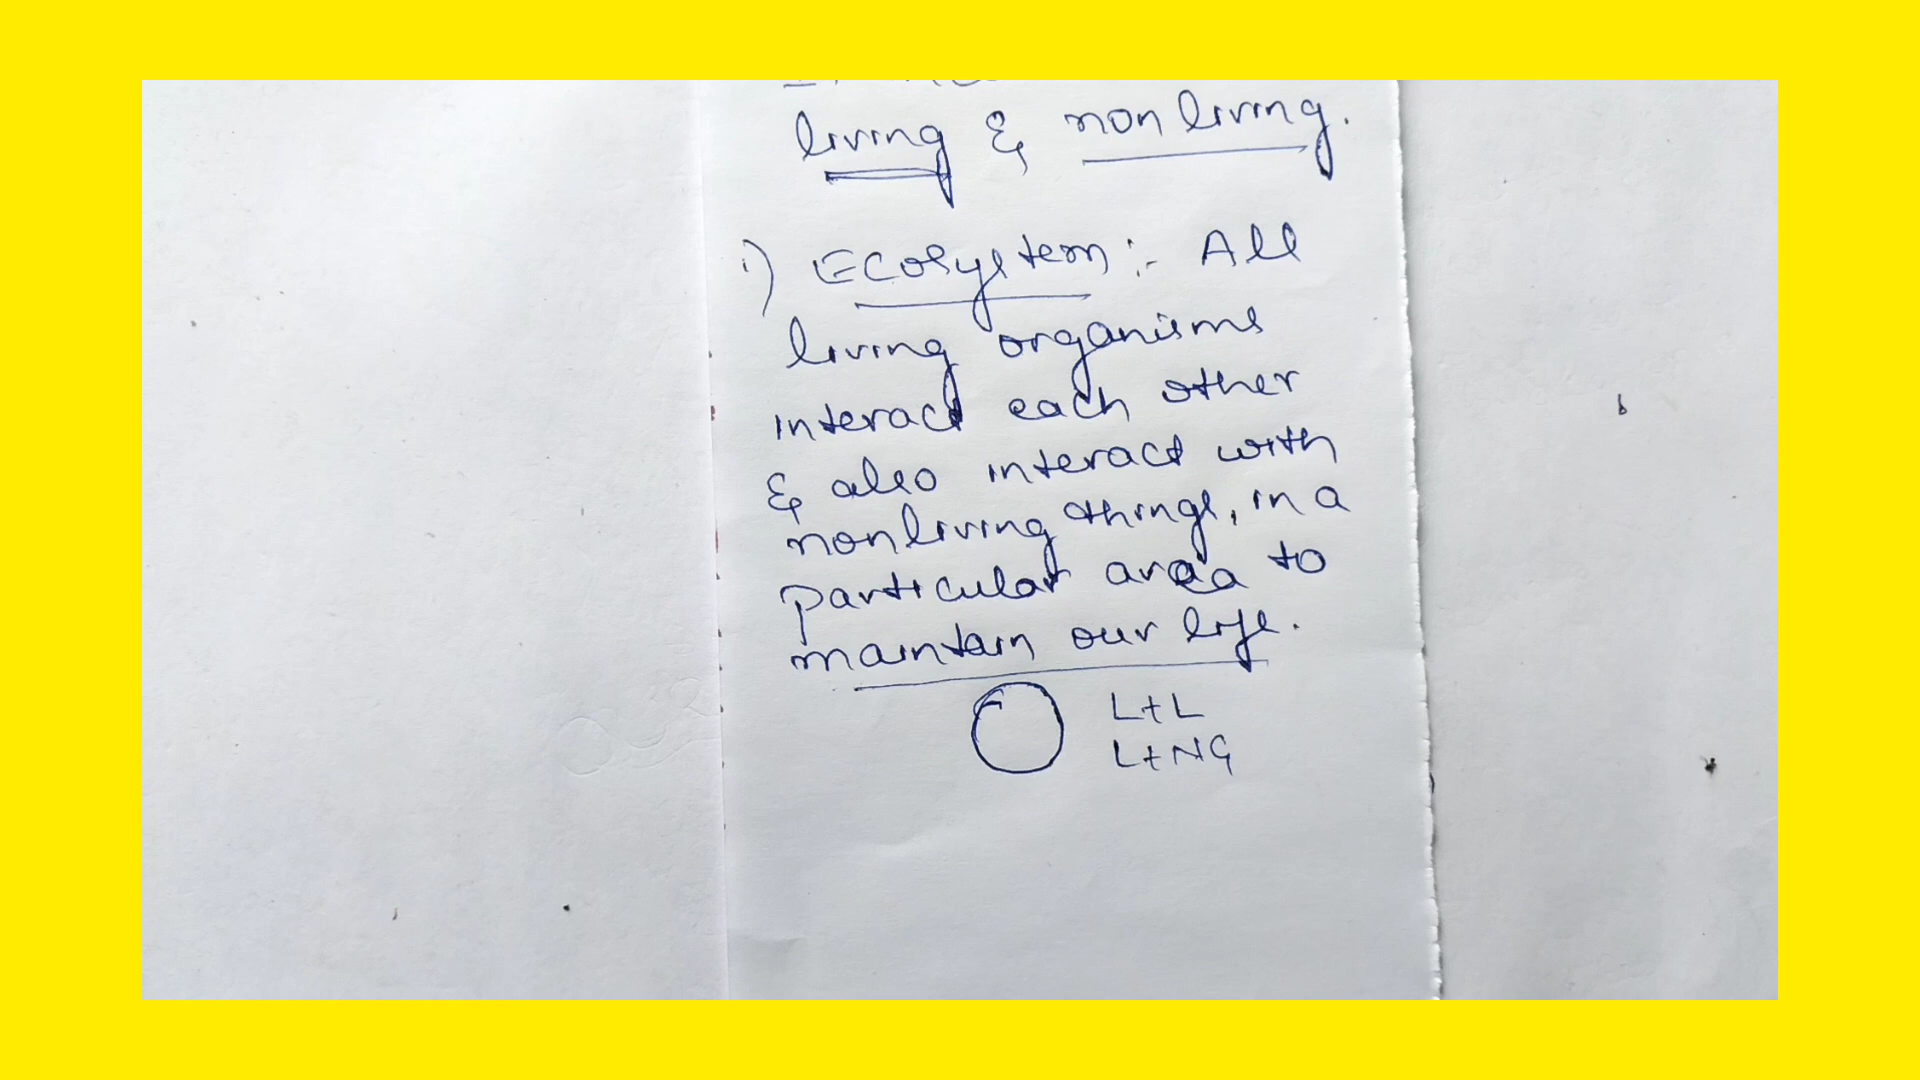 living & non living.
i) Ecosystem :- All
living organisms
interact each other
& also interact with
nonliving things, in a
particular area to
maintain our life.
L+L
L+NG